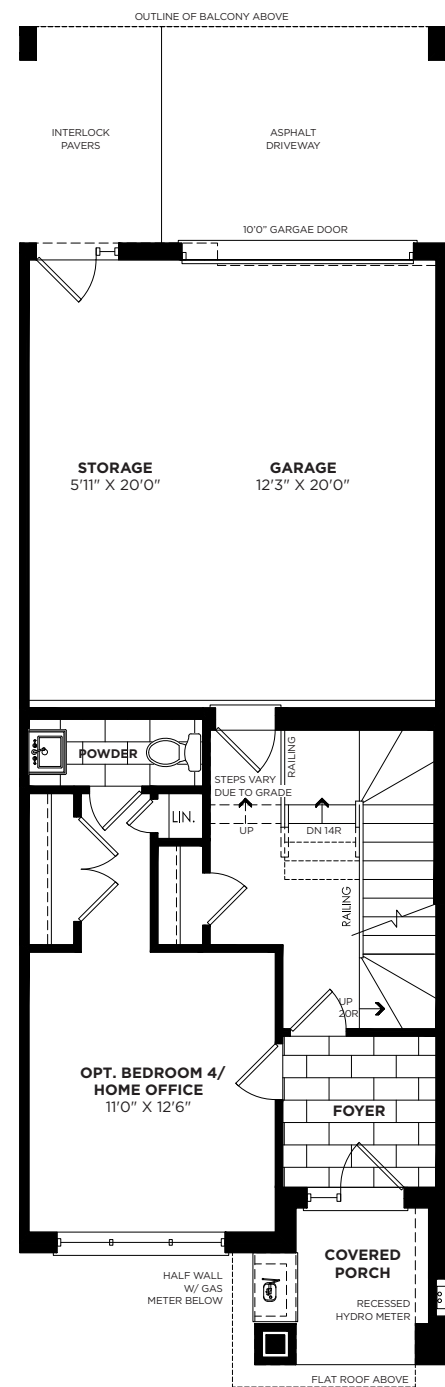 OUTLINE OF BALCONY ABOVE
INTERLOCK
PAVERS
ASPHALT
DRIVEWAY
10'0" GARGAE DOOR
STORAGE
5'11" X 20'0"
GARAGE
12'3" X 20'0"
POWDER
STEPS VARY
DUE TO GRADE
RAILING
LIN.
UP
DN 14R
RAILING
UP
20R
OPT. BEDROOM 4/
HOME OFFICE
11'0" X 12'6"
FOYER
COVERED
PORCH
HALF WALL
W/ GAS
METER BELOW
RECESSED
HYDRO METER
FLAT ROOF ABOVE